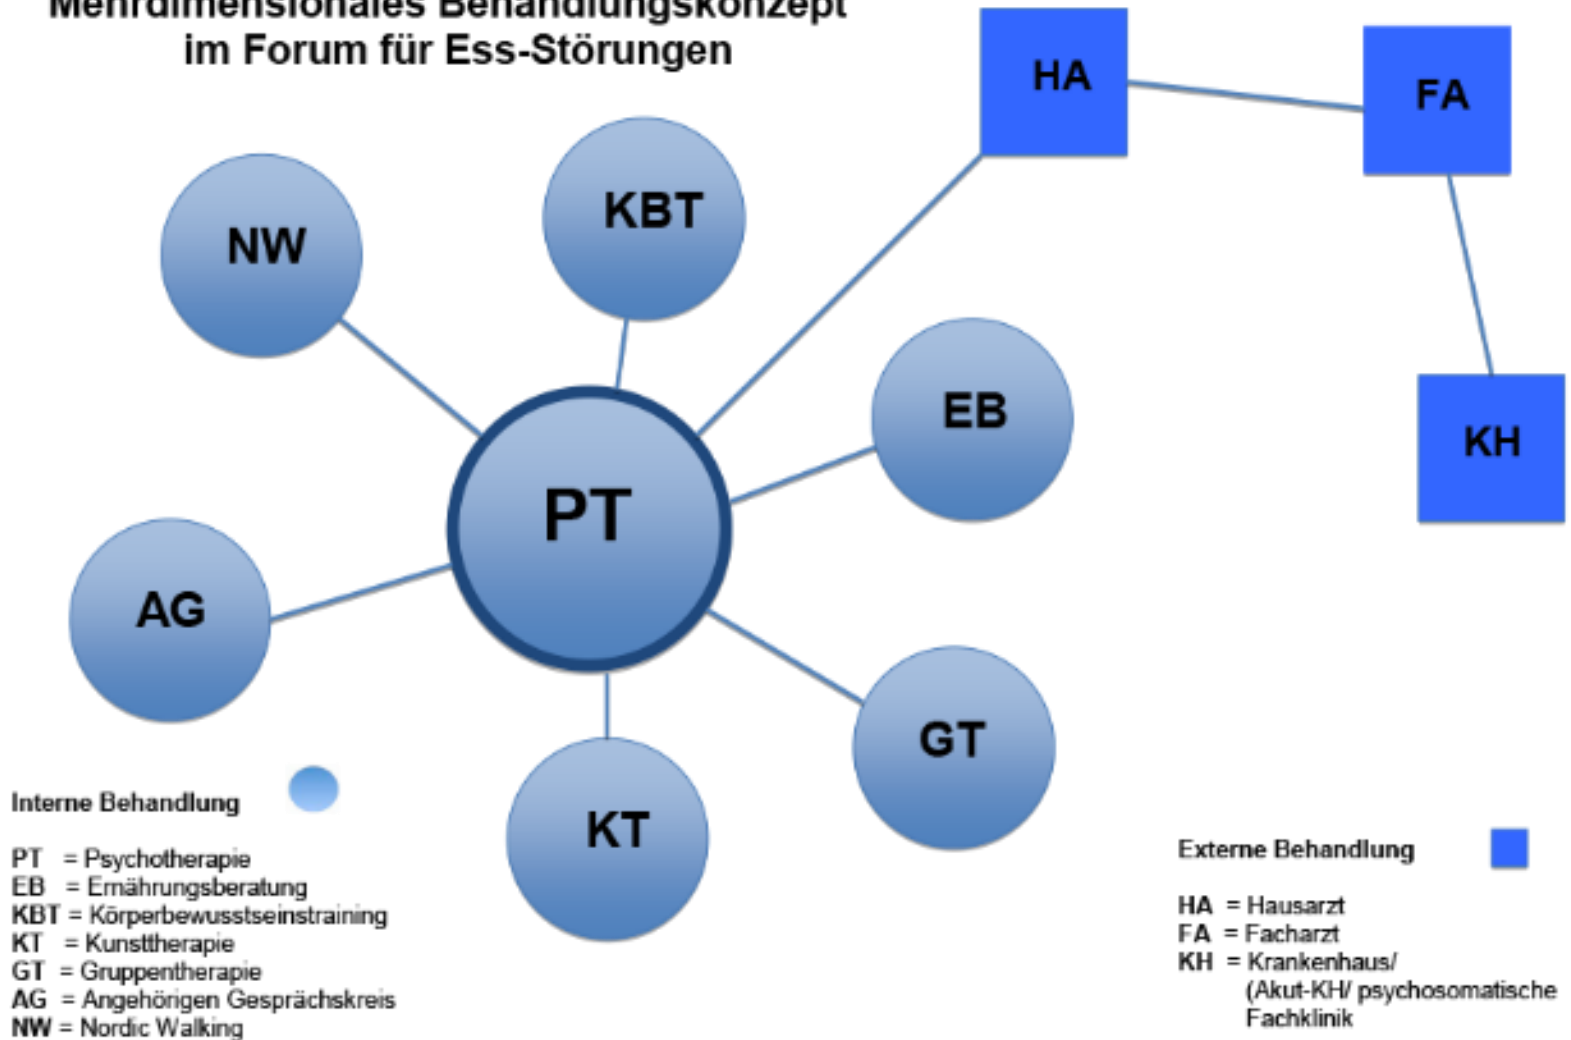 Mehrdimensionales Behandlungskonzept
im Forum für Ess-Störungen
HA
FA
KBT
NW
EB
KH
PT
AG
GT
KT
Interne Behandlung
PT = Psychotherapie
EB = Ernährungsberatung
KBT = Körperbewusstseinstraining
KT = Kunsttherapie
GT = Gruppentherapie
AG = Angehörigen Gesprächskreis
NW = Nordic Walking
Externe Behandlung
HA = Hausarzt
FA = Facharzt
KH = Krankenhaus/
(Akut-KH/ psychosomatische
Fachklinik